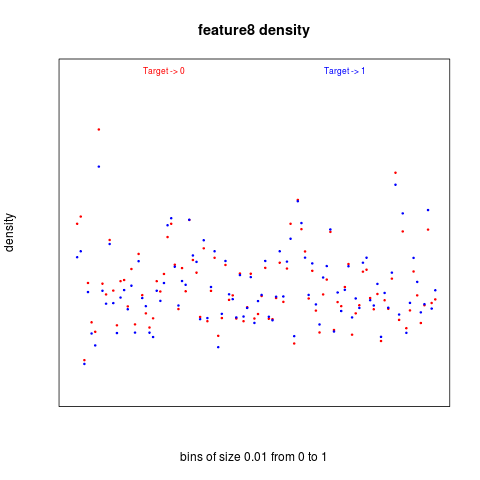 feature8 density
Target -> 0
Target -> 1
density
bins of size 0.01 from 0 to 1